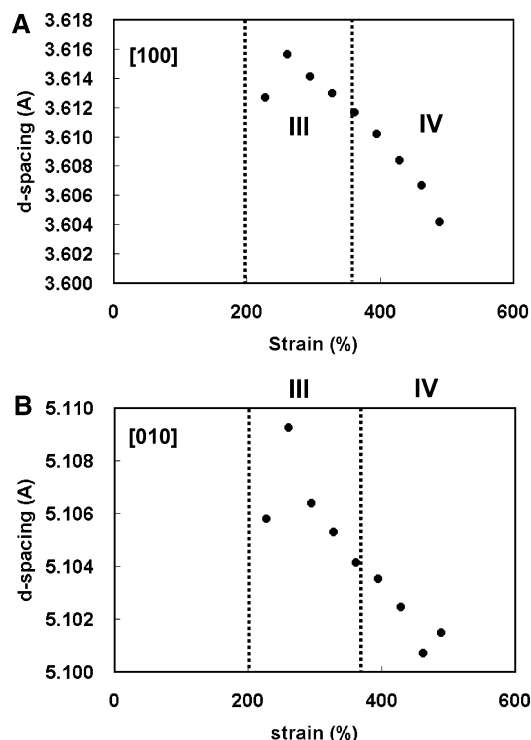 A
[100]
III
IV
d-spacing (A)
3.618
3.616
3.614
3.612
3.610
3.608
3.606
3.604
3.602
3.600
0
200
400
600
Strain (%)
B
III
IV
[010]
d-spacing (A)
5.110
5.108
5.106
5.104
5.102
5.100
0
200
400
600
strain (%)